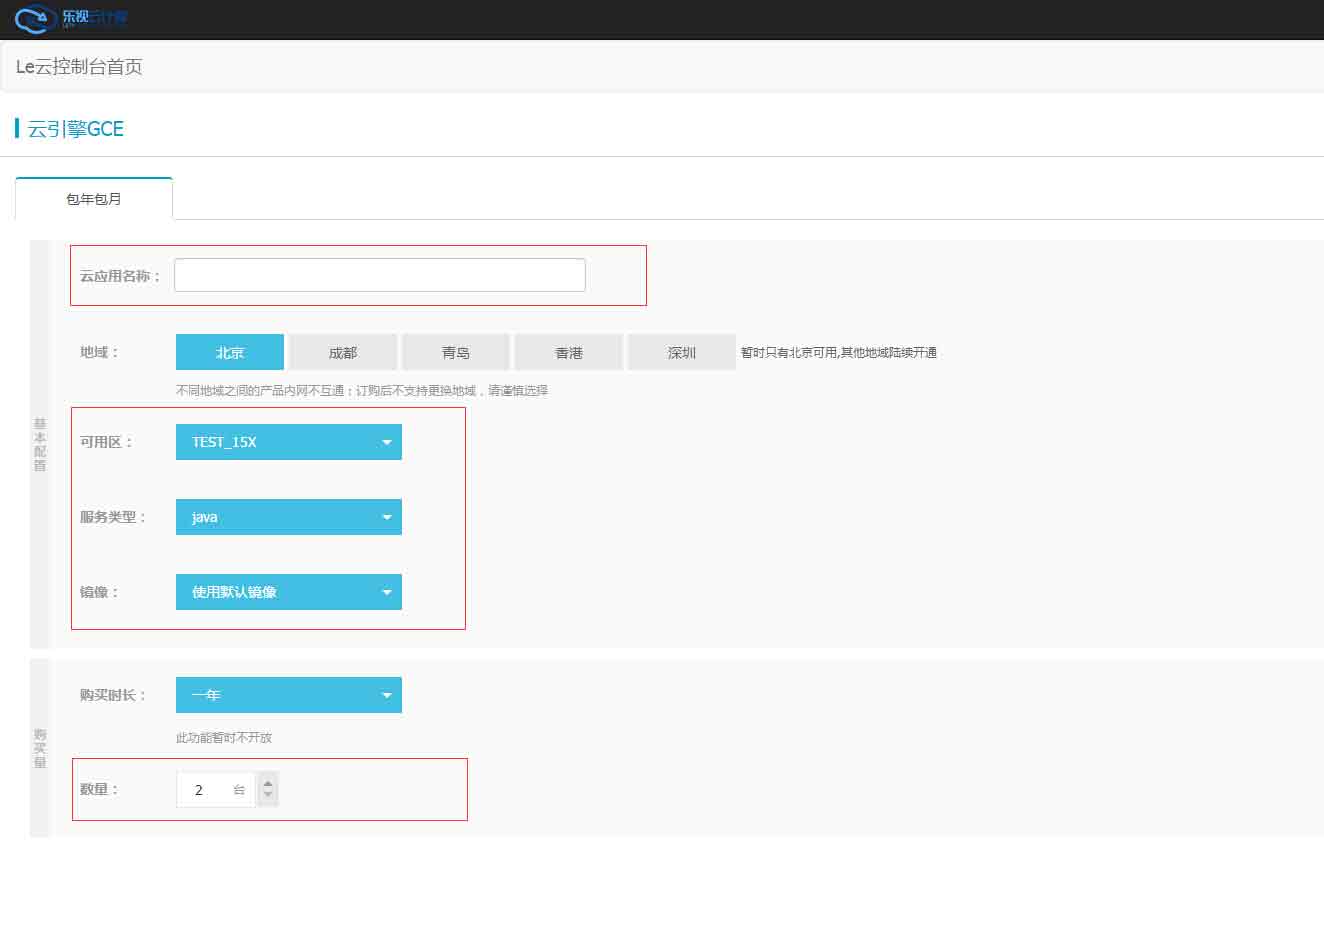 乐视云计算
Le云控制台首页
云引擎GCE
包年包月
基本配置
云应用名称：
地域：
北京 成都 青岛 香港 深圳 暂时只有北京可用,其他地域陆续开通
不同地域之间的产品内网不互通；订购后不支持更换地域，请谨慎选择
可用区： TEST_15X
服务类型： java
镜像： 使用默认镜像
购买量
购买时长： 一年
此功能暂时不开放
数量： 2 台